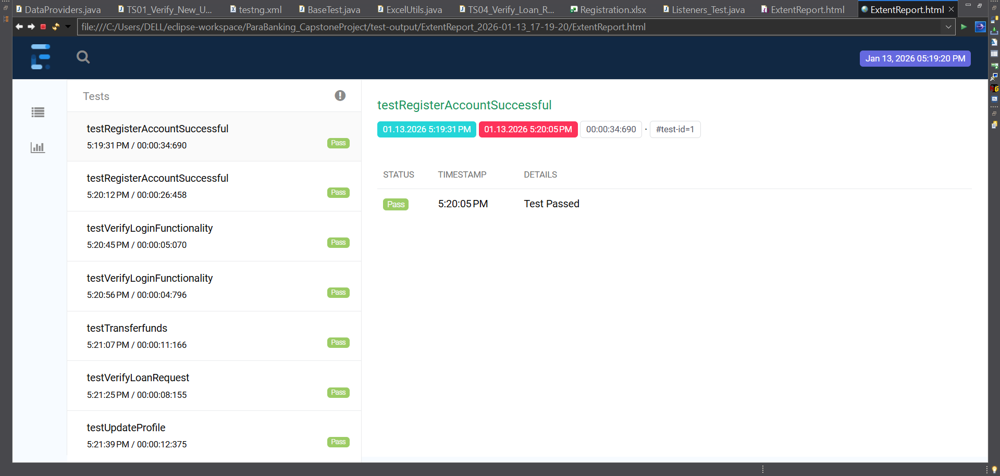 DataProviders.java TS01_Verify_New_U... testng.xml BaseTest.java ExcelUtils.java TS04_Verify_Loan_R... Registration.xlsx Listeners_Test.java ExtentReport.html ExtentReport.html
file:///C:/Users/DELL/eclipse-workspace/ParaBanking_CapstoneProject/test-output/ExtentReport_2026-01-13_17-19-20/ExtentReport.html
Jan 13, 2026 05:19:20 PM
Tests
testRegisterAccountSuccessful
5:19:31 PM / 00:00:34:690
Pass
testRegisterAccountSuccessful
5:20:12 PM / 00:00:26:458
Pass
testVerifyLoginFunctionality
5:20:45 PM / 00:00:05:070
Pass
testVerifyLoginFunctionality
5:20:56 PM / 00:00:04:796
Pass
testTransferfunds
5:21:07 PM / 00:00:11:166
Pass
testVerifyLoanRequest
5:21:25 PM / 00:00:08:155
Pass
testUpdateProfile
5:21:39 PM / 00:00:12:375
Pass
testRegisterAccountSuccessful
01.13.2026 5:19:31 PM 01.13.2026 5:20:05 PM 00:00:34:690 · #test-id=1
STATUS TIMESTAMP DETAILS
Pass 5:20:05 PM Test Passed